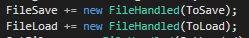 FileSave += new FileHandled(ToSave);
FileLoad += new FileHandled(ToLoad);